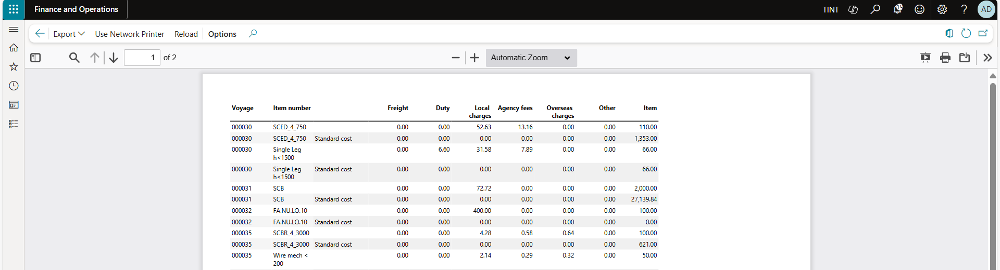 Finance and Operations TINT 19 ? AD
Export Use Network Printer Reload Options
1 of 2 Automatic Zoom
Voyage Item number Freight Duty Local charges Agency fees Overseas charges Other Item
000030 SCED_4_750 0.00 0.00 52.63 13.16 0.00 0.00 110.00
000030 SCED_4_750 Standard cost 0.00 0.00 0.00 0.00 0.00 0.00 1,353.00
000030 Single Leg h<1500 0.00 6.60 31.58 7.89 0.00 0.00 66.00
000030 Single Leg h<1500 Standard cost 0.00 0.00 0.00 0.00 0.00 0.00 66.00
000031 SCB 0.00 0.00 72.72 0.00 0.00 0.00 2,000.00
000031 SCB Standard cost 0.00 0.00 0.00 0.00 0.00 0.00 27,139.84
000032 FA.NU.LO.10 0.00 0.00 400.00 0.00 0.00 0.00 100.00
000032 FA.NU.LO.10 Standard cost 0.00 0.00 0.00 0.00 0.00 0.00 0.00
000035 SCBR_4_3000 0.00 0.00 4.28 0.58 0.64 0.00 100.00
000035 SCBR_4_3000 Standard cost 0.00 0.00 0.00 0.00 0.00 0.00 621.00
000035 Wire mech < 200 0.00 0.00 2.14 0.29 0.32 0.00 50.00